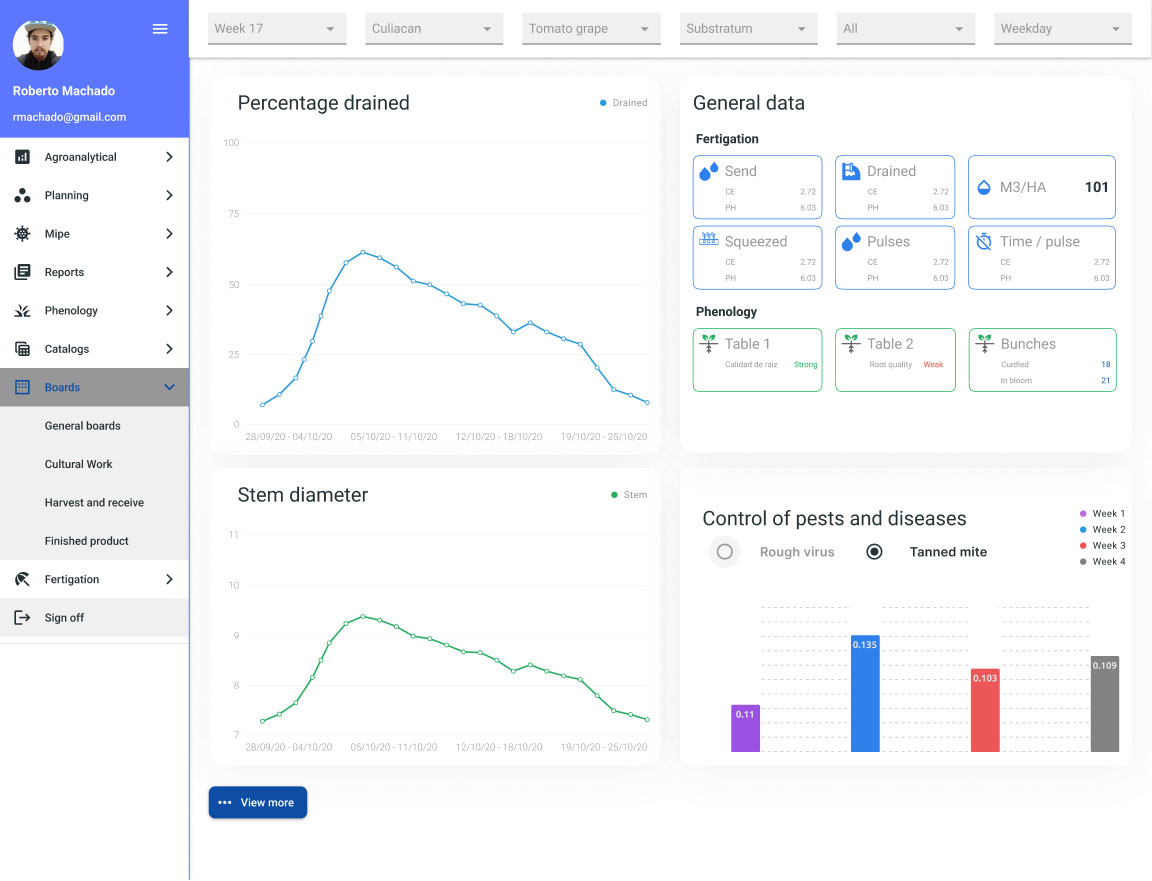 Roberto Machado
rmachado@gmail.com
Agroanalytical
Planning
Mipe
Reports
Phenology
Catalogs
Boards
General boards
Cultural Work
Harvest and receive
Finished product
Fertigation
Sign off
Week 17
Culiacan
Tomato grape
Substratum
All
Weekday
Percentage drained
Drained
100
75
50
25
0
28/09/20 - 04/10/20
05/10/20 - 11/10/20
12/10/20 - 18/10/20
19/10/20 - 25/10/20
General data
Fertigation
Send
CE 2.72
PH 6.03
Drained
CE 2.72
PH 6.03
M3/HA 101
Squeezed
CE 2.72
PH 6.03
Pulses
CE 2.72
PH 6.03
Time / pulse
CE 2.72
PH 6.03
Phenology
Table 1
Calidad de raiz Strong
Table 2
Root quality Weak
Bunches
Curdled 18
In bloom 21
Stem diameter
Stem
11
10
9
8
7
28/09/20 - 04/10/20
05/10/20 - 11/10/20
12/10/20 - 18/10/20
19/10/20 - 25/10/20
Control of pests and diseases
Rough virus
Tanned mite
Week 1
Week 2
Week 3
Week 4
0.11
0.135
0.103
0.109
View more